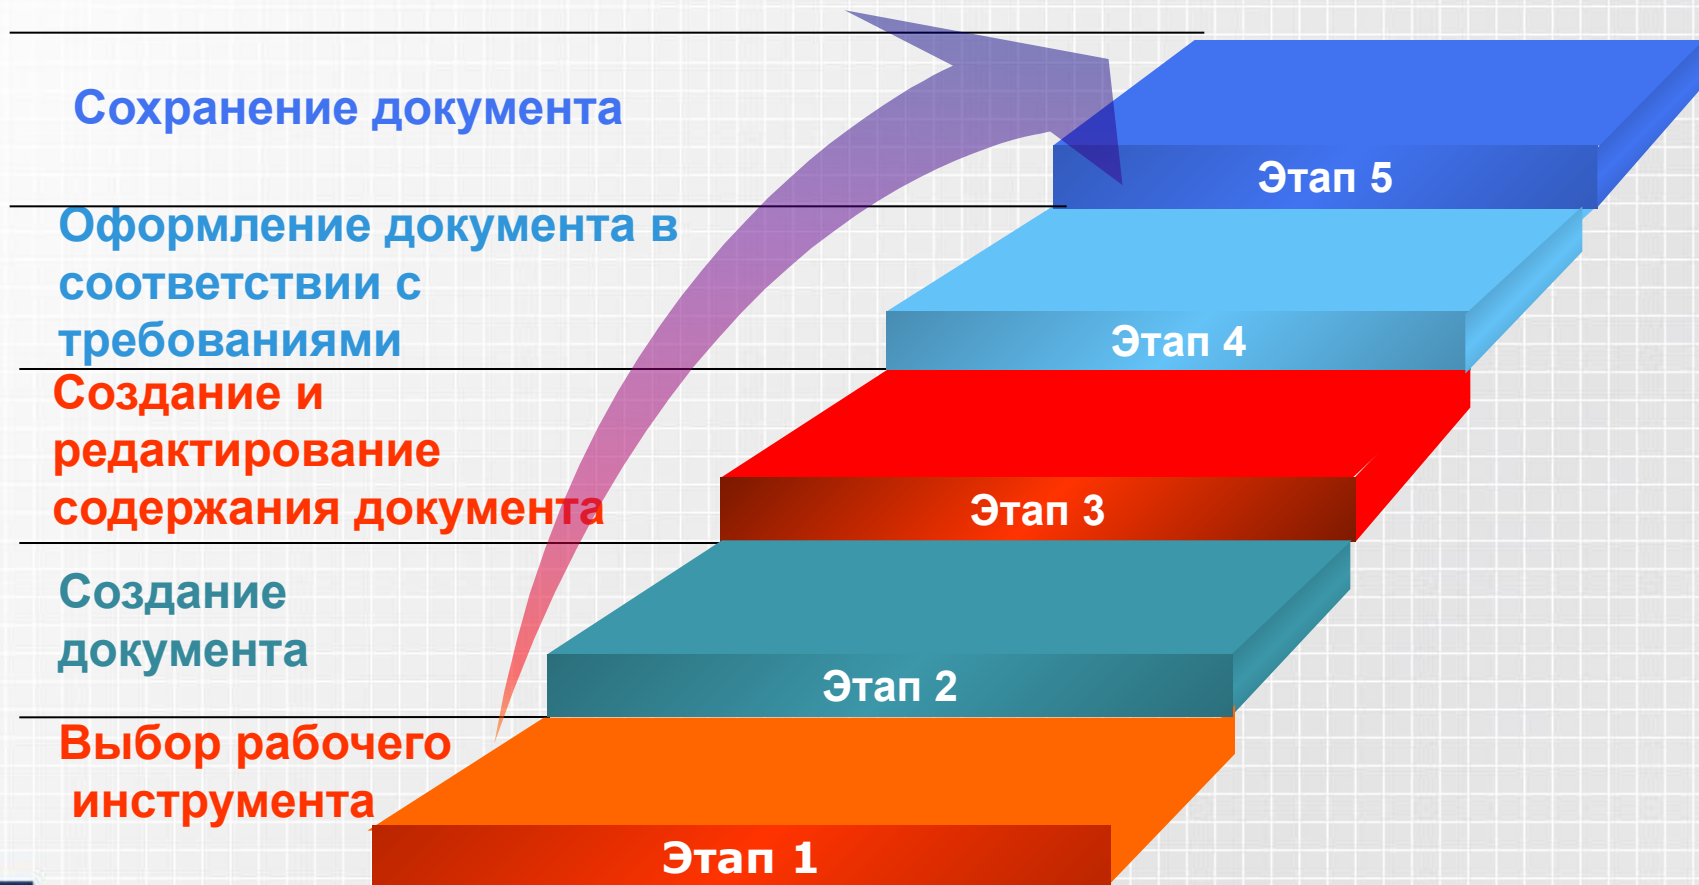 Сохранение документа
Этап 5
Оформление документа в
соответствии с
требованиями
Этап 4
Создание и
редактирование
содержания документа
Этап 3
Создание
документа
Этап 2
Выбор рабочего
инструмента
Этап 1